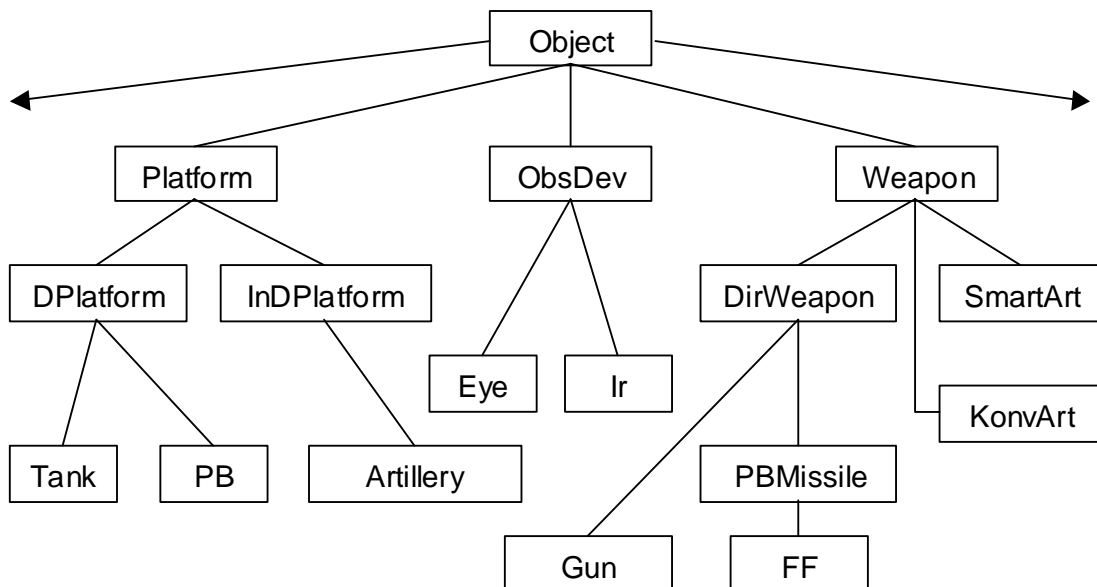 Object
Platform
ObsDev
Weapon
DPlatform
InDPlatform
DirWeapon
SmartArt
Eye
Ir
KonvArt
Tank
PB
Artillery
PBMissile
Gun
FF